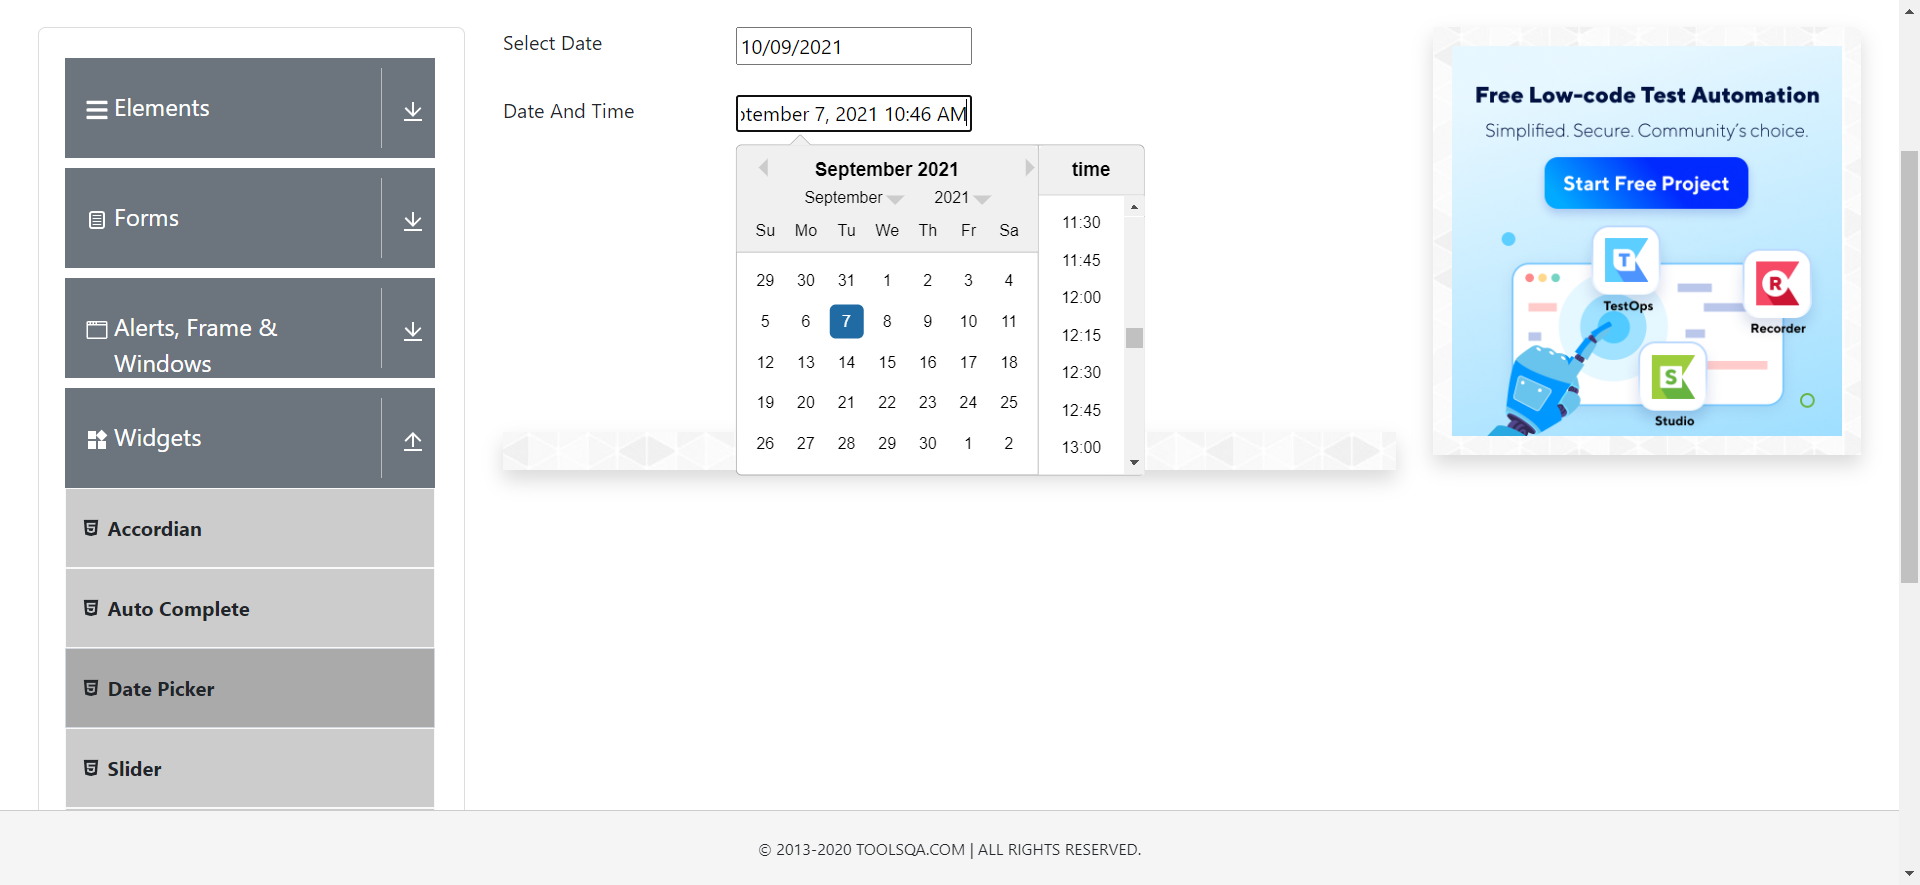 Elements
Forms
Alerts, Frame &
Windows
Widgets
Accordian
Auto Complete
Date Picker
Slider
Select Date
10/09/2021
Date And Time
ptember 7, 2021 10:46 AM
September 2021
September 2021
Su Mo Tu We Th Fr Sa
29 30 31 1 2 3 4
5 6 7 8 9 10 11
12 13 14 15 16 17 18
19 20 21 22 23 24 25
26 27 28 29 30 1 2
time
11:30
11:45
12:00
12:15
12:30
12:45
13:00
Free Low-code Test Automation
Simplified. Secure. Community's choice.
Start Free Project
T
TestOps
R
Recorder
S
Studio
© 2013-2020 TOOLSQA.COM | ALL RIGHTS RESERVED.